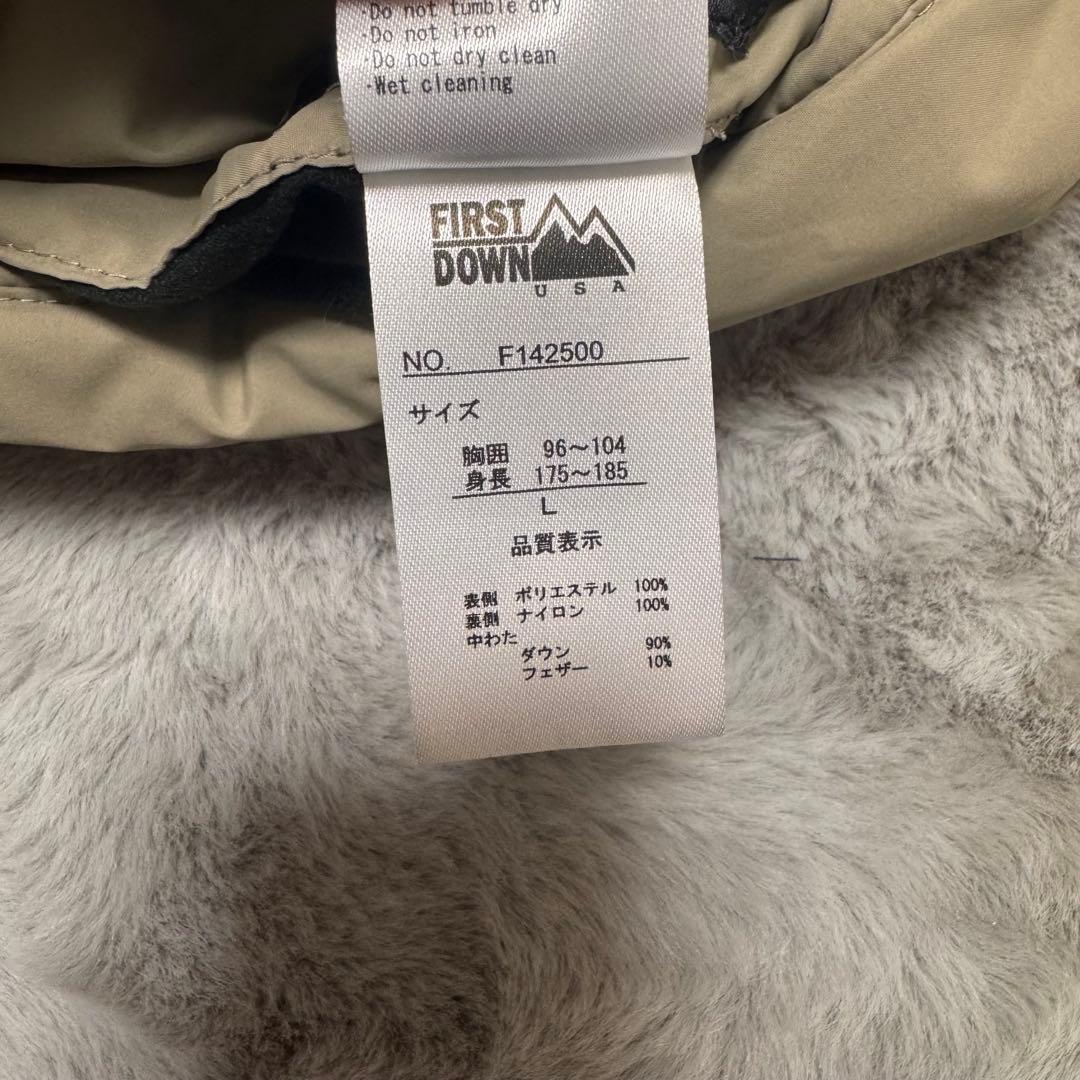 ·Do not tumble dry
·Do not iron
·Do not dry clean
·Wet cleaning
FIRST
DOWN
USA
NO. F142500
サイズ
胸囲 96～104
身長 175～185
L
品質表示
表側 ポリエステル 100%
裏側 ナイロン 100%
中わた
ダウン 90%
フェザー 10%